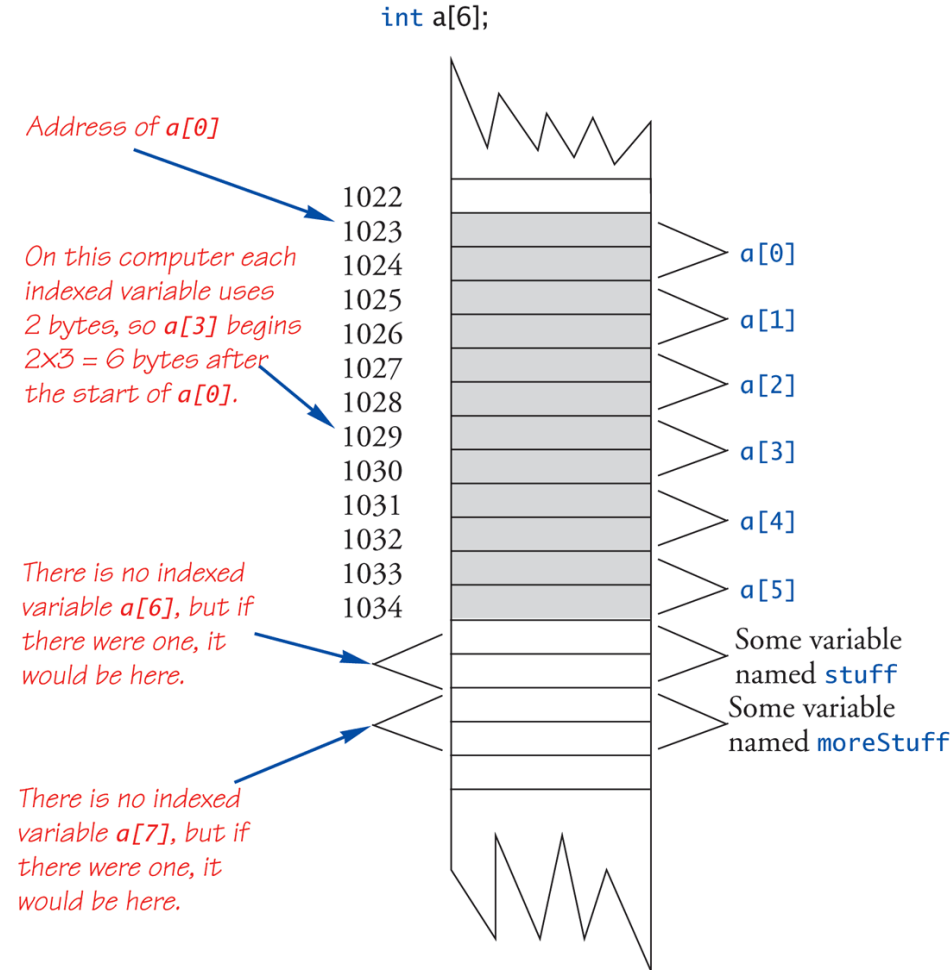 int a[6];
Address of a[0]
1022
1023
1024
1025
1026
1027
1028
1029
1030
1031
1032
1033
1034
On this computer each
indexed variable uses
2 bytes, so a[3] begins
2×3 = 6 bytes after
the start of a[0].
There is no indexed
variable a[6], but if
there were one, it
would be here.
There is no indexed
variable a[7], but if
there were one, it
would be here.
a[0]
a[1]
a[2]
a[3]
a[4]
a[5]
Some variable
named stuff
Some variable
named moreStuff